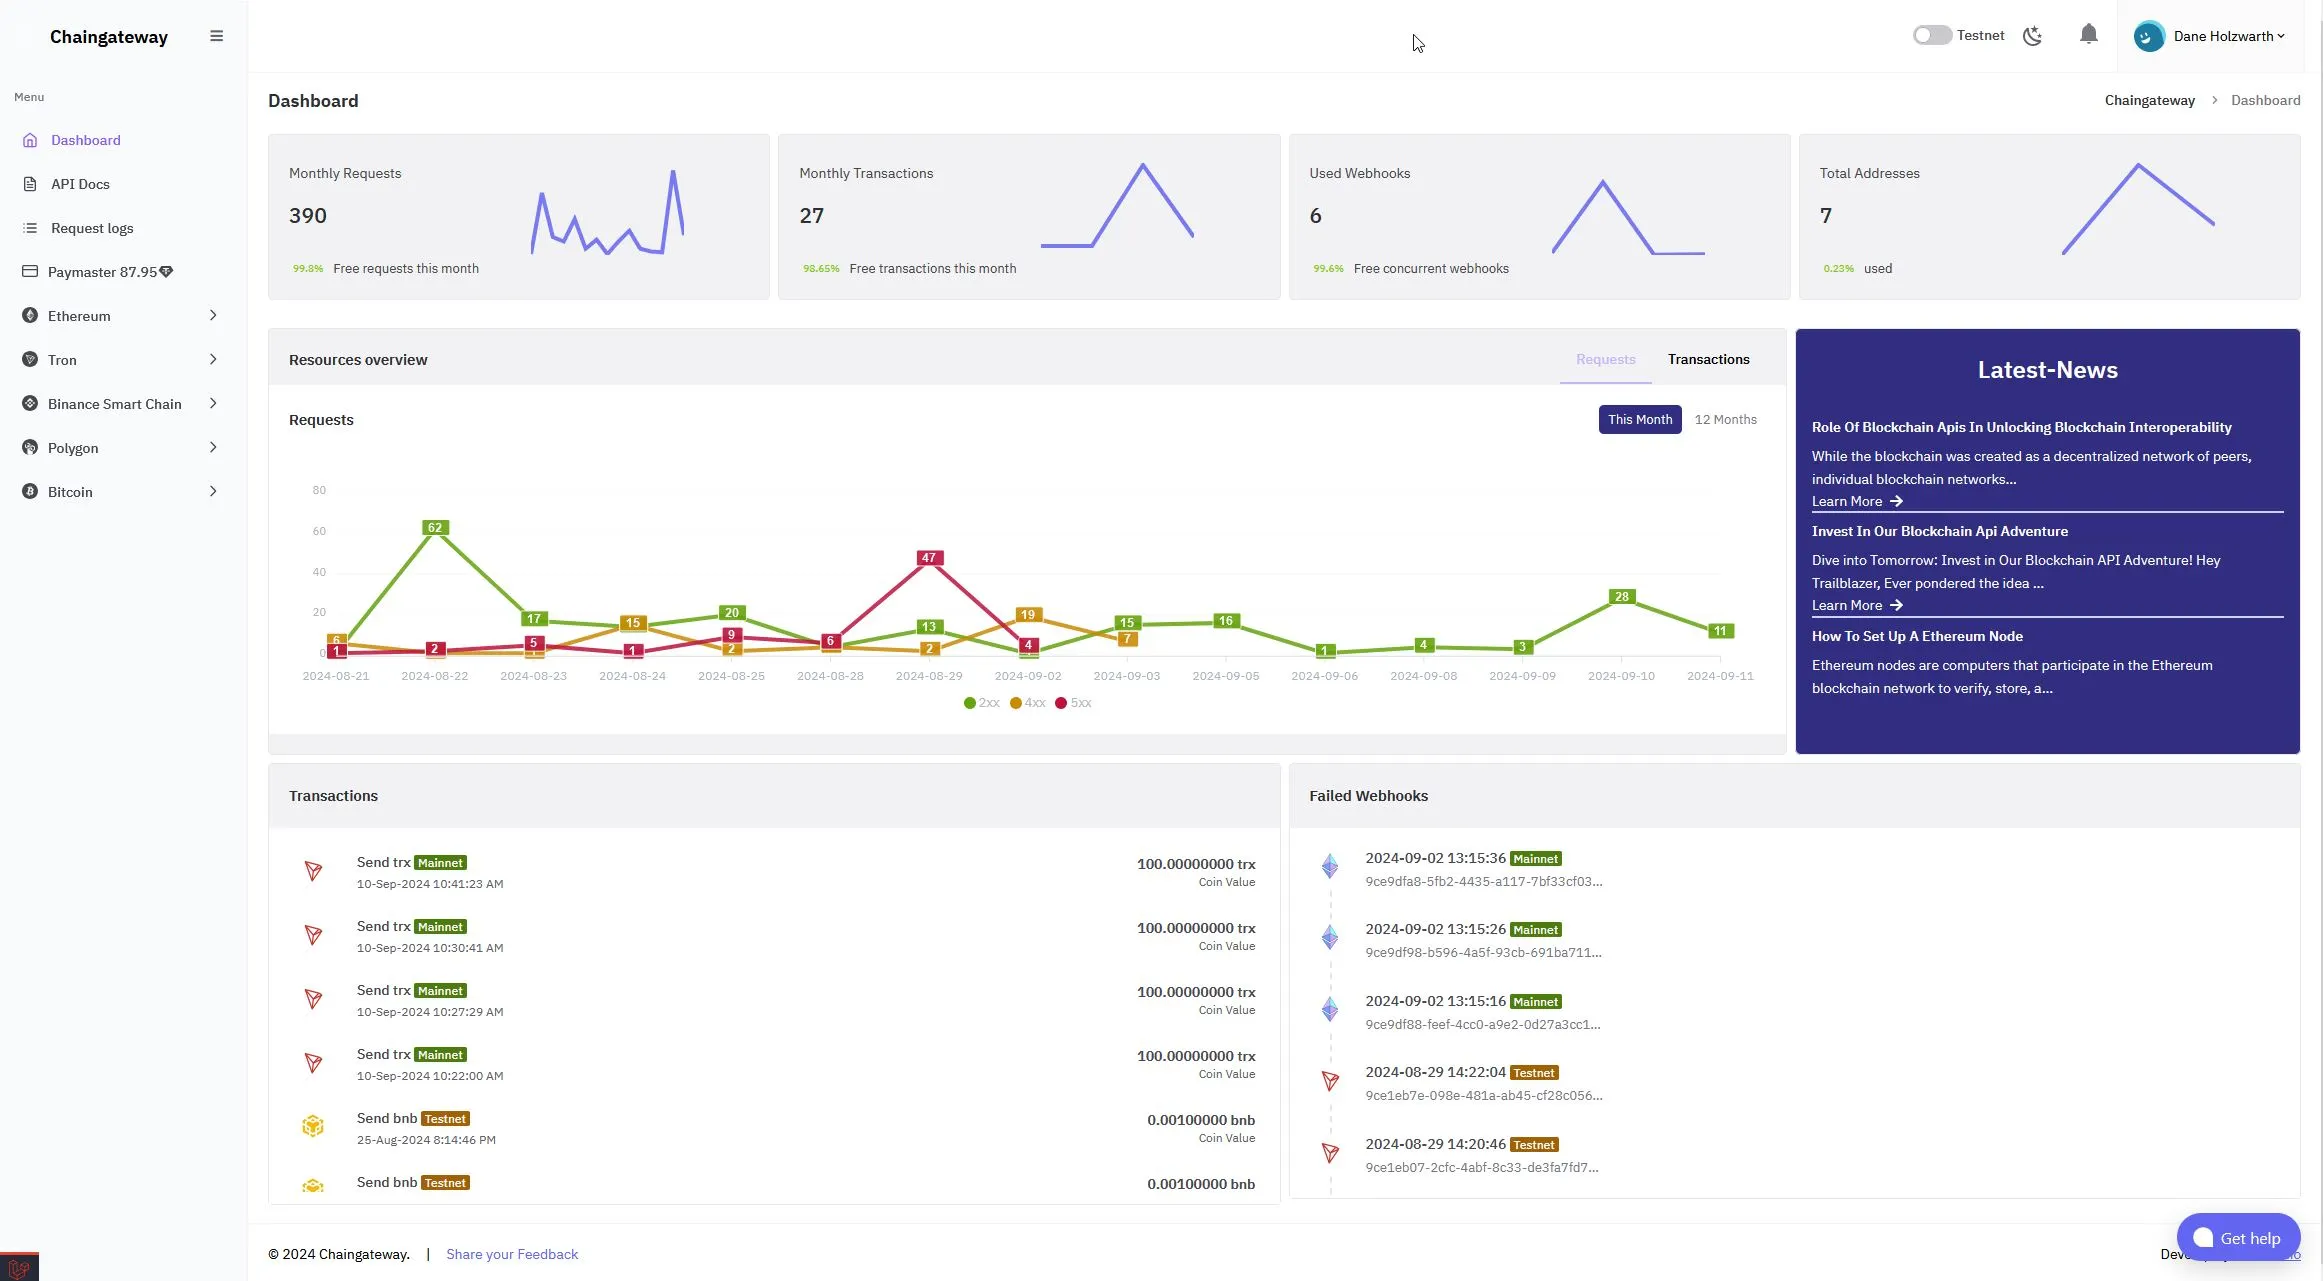 Chaingateway
Testnet
Dane Holzwarth
Menu
Dashboard
API Docs
Request logs
Paymaster 87.95
Ethereum
Tron
Binance Smart Chain
Polygon
Bitcoin
Dashboard
Chaingateway > Dashboard
Monthly Requests
390
99.8% Free requests this month
Monthly Transactions
27
98.65% Free transactions this month
Used Webhooks
6
99.6% Free concurrent webhooks
Total Addresses
7
0.23% used
Resources overview
Requests Transactions
Requests
This Month 12 Months
80
60
40
20
0
62
47
28
20
19
17
15
13
15
16
11
6
1
2
5
1
9
2
6
2
4
7
1
4
3
2024-08-21 2024-08-22 2024-08-23 2024-08-24 2024-08-25 2024-08-28 2024-08-29 2024-09-02 2024-09-03 2024-09-05 2024-09-06 2024-09-08 2024-09-09 2024-09-10 2024-09-11
2xx 4xx 5xx
Latest-News
Role Of Blockchain Apis In Unlocking Blockchain Interoperability
While the blockchain was created as a decentralized network of peers,
individual blockchain networks...
Learn More
Invest In Our Blockchain Api Adventure
Dive into Tomorrow: Invest in Our Blockchain API Adventure! Hey
Trailblazer, Ever pondered the idea ...
Learn More
How To Set Up A Ethereum Node
Ethereum nodes are computers that participate in the Ethereum
blockchain network to verify, store, a...
Transactions
Send trx Mainnet
10-Sep-2024 10:41:23 AM
100.00000000 trx
Coin Value
Send trx Mainnet
10-Sep-2024 10:30:41 AM
100.00000000 trx
Coin Value
Send trx Mainnet
10-Sep-2024 10:27:29 AM
100.00000000 trx
Coin Value
Send trx Mainnet
10-Sep-2024 10:22:00 AM
100.00000000 trx
Coin Value
Send bnb Testnet
25-Aug-2024 8:14:46 PM
0.00100000 bnb
Coin Value
Send bnb Testnet
0.00100000 bnb
Failed Webhooks
2024-09-02 13:15:36 Mainnet
9ce9dfa8-5fb2-4435-a117-7bf33cf03...
2024-09-02 13:15:26 Mainnet
9ce9df98-b596-4a5f-93cb-691ba711...
2024-09-02 13:15:16 Mainnet
9ce9df88-feef-4cc0-a9e2-0d27a3cc1...
2024-08-29 14:22:04 Testnet
9ce1eb7e-098e-481a-ab45-cf28c056...
2024-08-29 14:20:46 Testnet
9ce1eb07-2cfc-4abf-8c33-de3fa7fd7...
© 2024 Chaingateway. | Share your Feedback
Get help